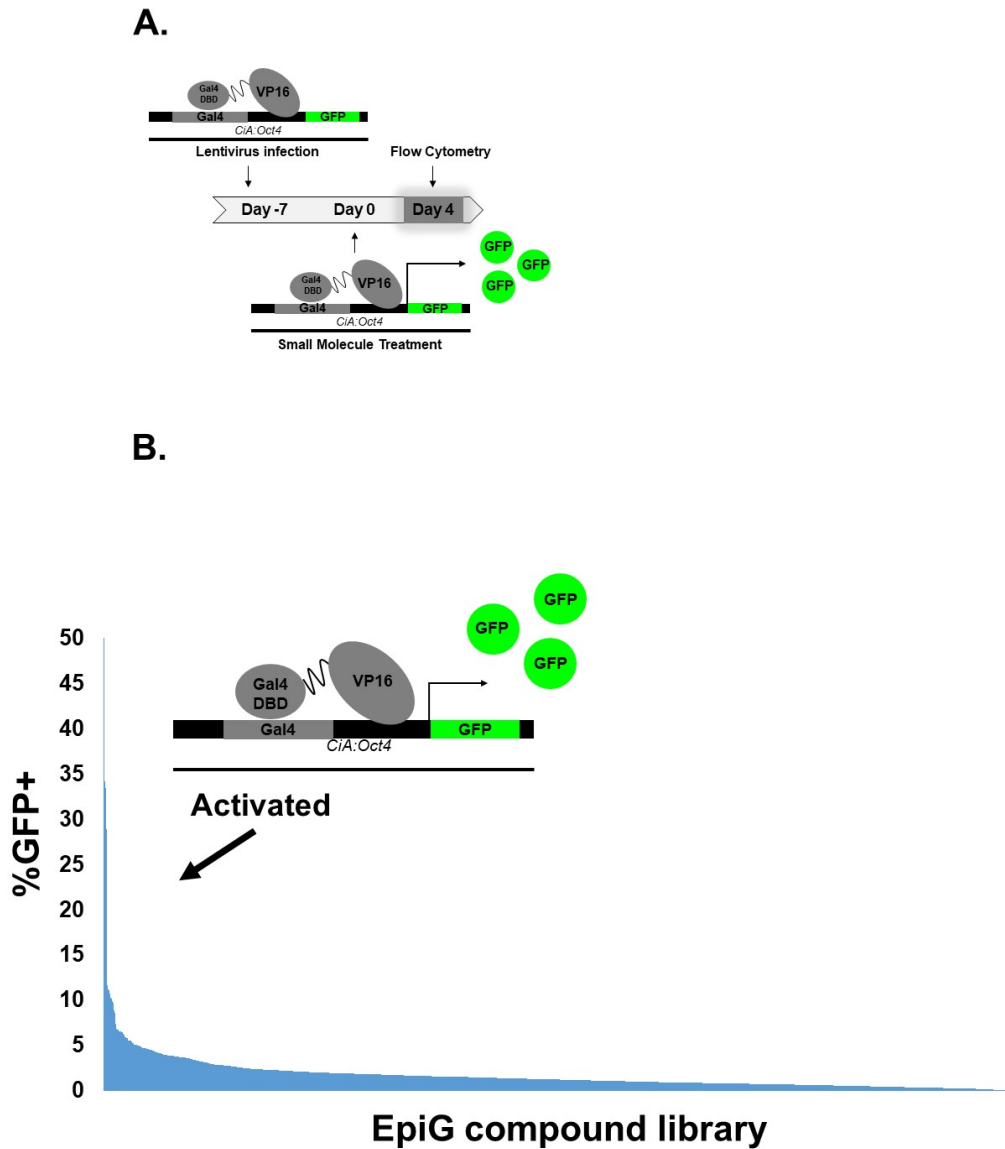 A.
Gal4
DBD
VP16
Gal4
GFP
CiA:Oct4
Lentivirus infection
Flow Cytometry
Day -7
Day 0
Day 4
GFP
GFP
GFP
Gal4
DBD
VP16
Gal4
GFP
CiA:Oct4
Small Molecule Treatment
B.
GFP
GFP
GFP
Gal4
DBD
VP16
Gal4
GFP
CiA:Oct4
Activated
%GFP+
50
45
40
35
30
25
20
15
10
5
0
EpiG compound library